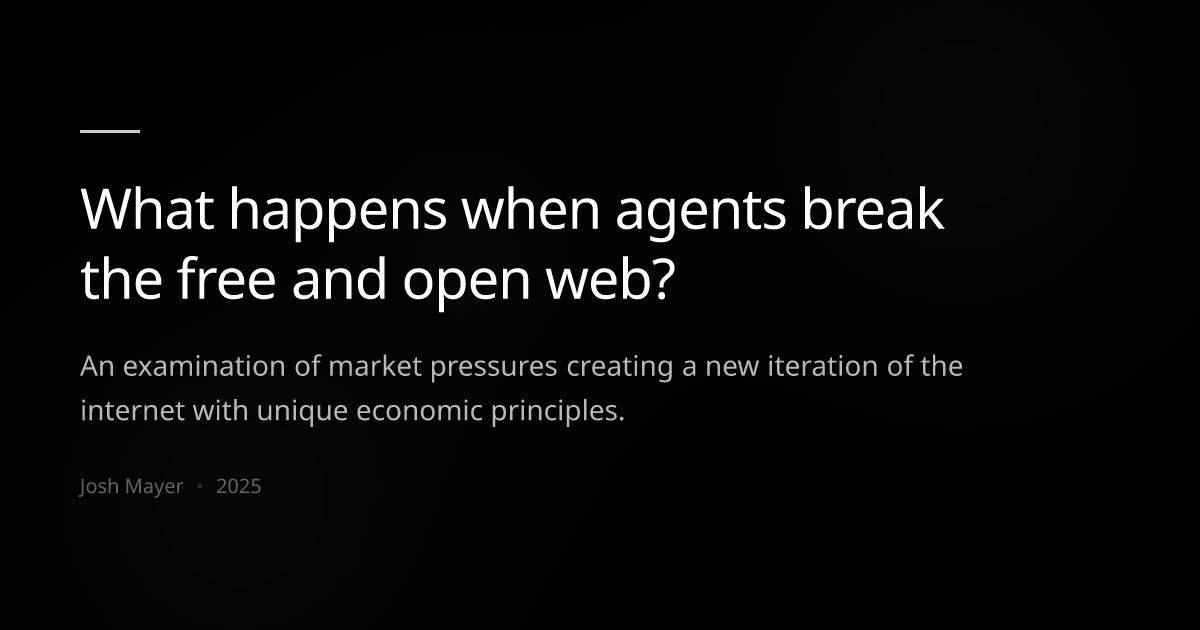 What happens when agents break
the free and open web?
An examination of market pressures creating a new iteration of the
internet with unique economic principles.
Josh Mayer • 2025